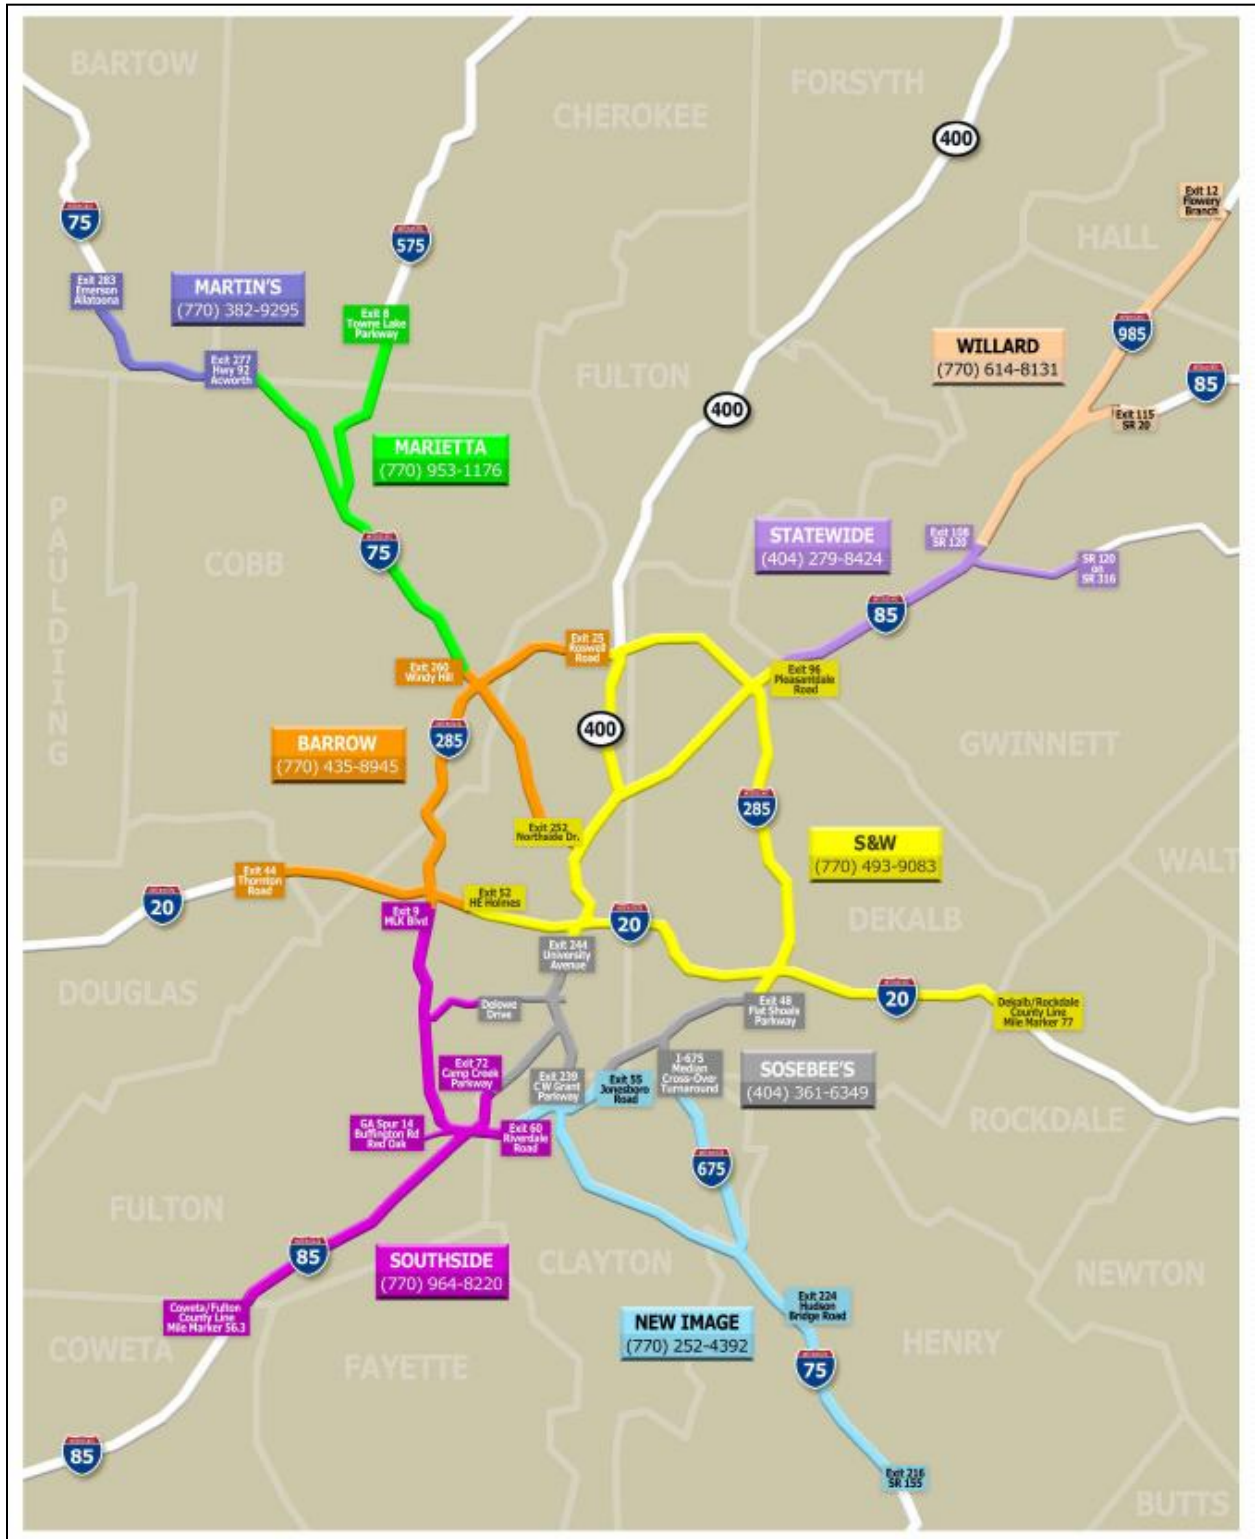 BARTOW
FORSYTH
CHEROKEE
400
Exit 12
Flowery
Branch
75
575
HALL
Exit 283
Emerson
Allatoona
MARTIN'S
(770) 382-9295
Exit 8
Towne Lake
Parkway
985
WILLARD
(770) 614-8131
Exit 277
Hwy 92
Acworth
FULTON
85
400
Exit 115
SR 20
MARIETTA
(770) 953-1176
PAULDING
STATEWIDE
(404) 279-8424
Exit 108
SR 120
75
COBB
SR 120
on
SR 316
85
Exit 25
Roswell
Road
Exit 260
Windy Hill
Exit 96
Pleasantdale
Road
400
285
BARROW
(770) 435-8945
GWINNETT
285
Exit 252
Northside Dr.
S&W
(770) 493-9083
WALT
Exit 44
Thornton
Road
20
Exit 52
HE Holmes
Exit 9
MLK Blvd
20
DEKALB
Exit 244
University
Avenue
DOUGLAS
20
Delowe
Drive
Exit 48
Flat Shoals
Parkway
Dekalb/Rockdale
County Line
Mile Marker 77
Exit 72
Camp Creek
Parkway
Exit 239
CW Grant
Parkway
Exit 55
Jonesboro
Road
I-675
Median
Cross-Over
Turnaround
SOSEBEE'S
(404) 361-6349
ROCKDALE
GA Spur 14
Buffington Rd
Red Oak
Exit 60
Riverdale
Road
675
FULTON
85
SOUTHSIDE
(770) 964-8220
CLAYTON
NEWTON
Coweta/Fulton
County Line
Mile Marker 56.3
Exit 224
Hudson
Bridge Road
NEW IMAGE
(770) 252-4392
COWETA
FAYETTE
HENRY
75
85
Exit 216
SR 155
BUTTS